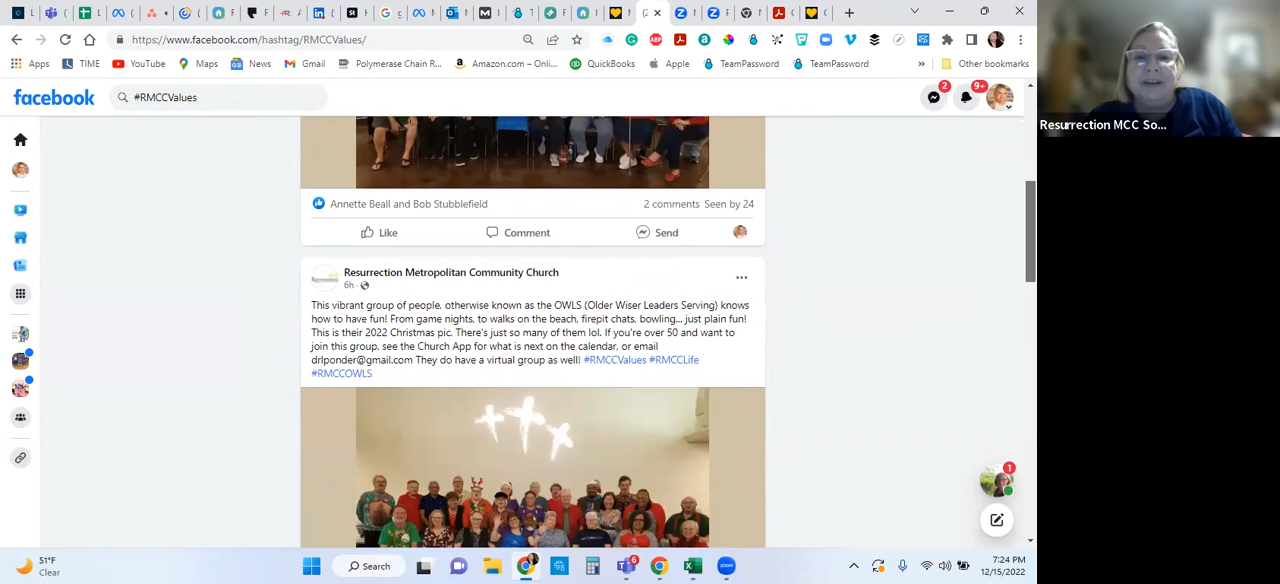 https://www.facebook.com/hashtag/RMCCValues/
Apps
TIME
YouTube
Maps
News
Gmail
Polymerase Chain R...
Amazon.com – Onli...
QuickBooks
Apple
TeamPassword
TeamPassword
»
Other bookmarks
facebook
#RMCCValues
2
9+
Annette Beall and Bob Stubblefield
2 comments Seen by 24
Like
Comment
Send
Resurrection Metropolitan Community Church
6h ·
This vibrant group of people, otherwise known as the OWLS (Older Wiser Leaders Serving) knows
how to have fun! From game nights, to walks on the beach, firepit chats, bowling... just plain fun!
This is their 2022 Christmas pic. There's just so many of them lol. If you're over 50 and want to
join this group, see the Church App for what is next on the calendar, or email
drlponder@gmail.com They do have a virtual group as well! #RMCCValues #RMCCLife
#RMCCOWLS
1
51°F
Clear
Search
6
zoom
7:24 PM
12/15/2022
Resurrection MCC So...